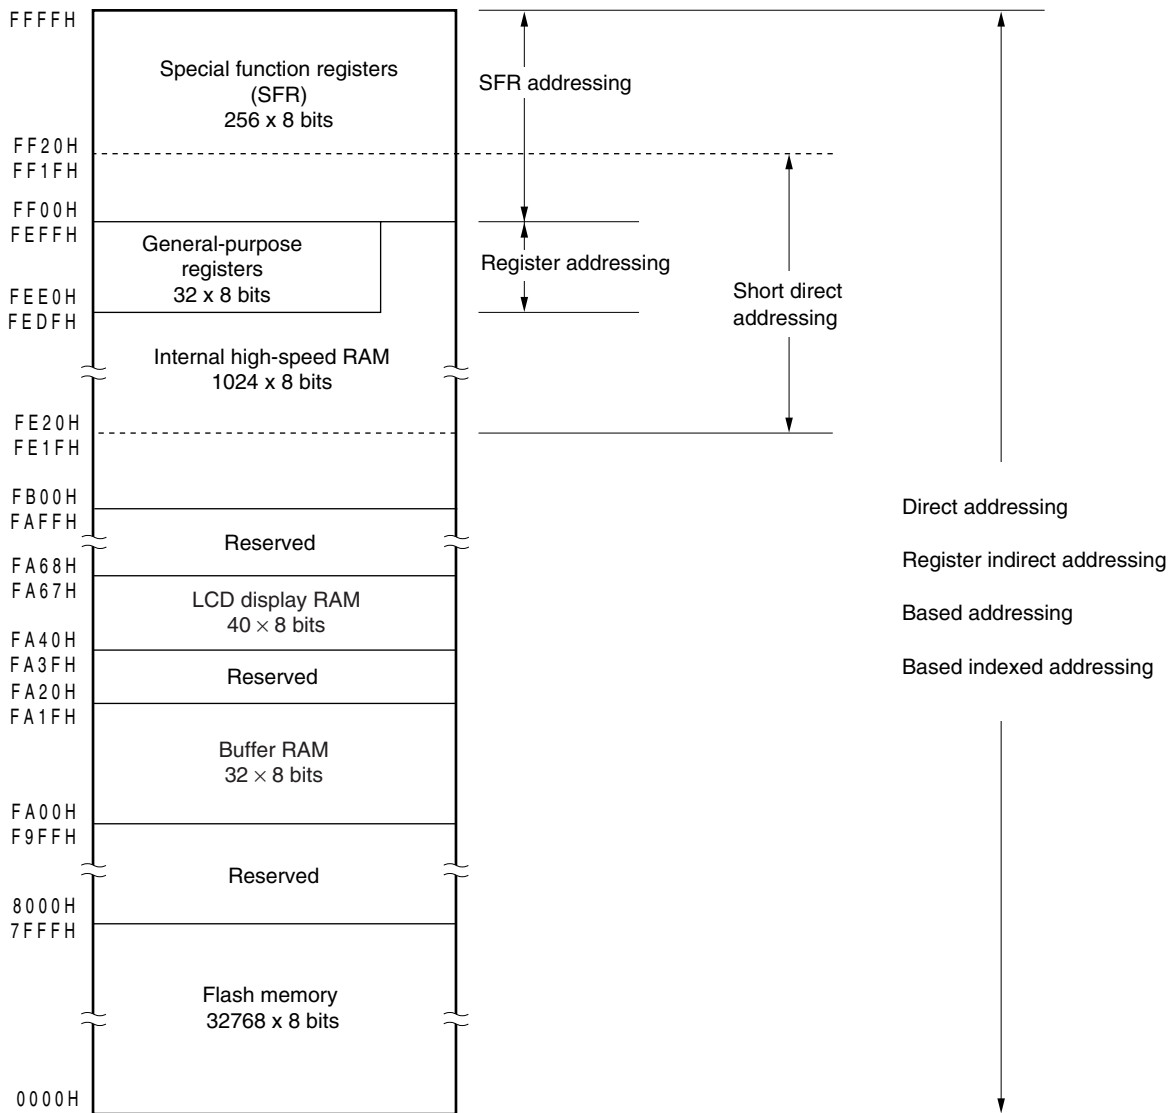 FFFFH
Special function registers
(SFR)
256 x 8 bits
SFR addressing
FF20H
FF1FH
FF00H
FEFFH
General-purpose
registers
32 x 8 bits
Register addressing
Short direct
addressing
FEE0H
FEDFH
Internal high-speed RAM
1024 x 8 bits
FE20H
FE1FH
FB00H
FAFFH
Direct addressing
Reserved
Register indirect addressing
FA68H
FA67H
LCD display RAM
40 × 8 bits
Based addressing
FA40H
FA3FH
Reserved
Based indexed addressing
FA20H
FA1FH
Buffer RAM
32 × 8 bits
FA00H
F9FFH
Reserved
8000H
7FFFH
Flash memory
32768 x 8 bits
0000H